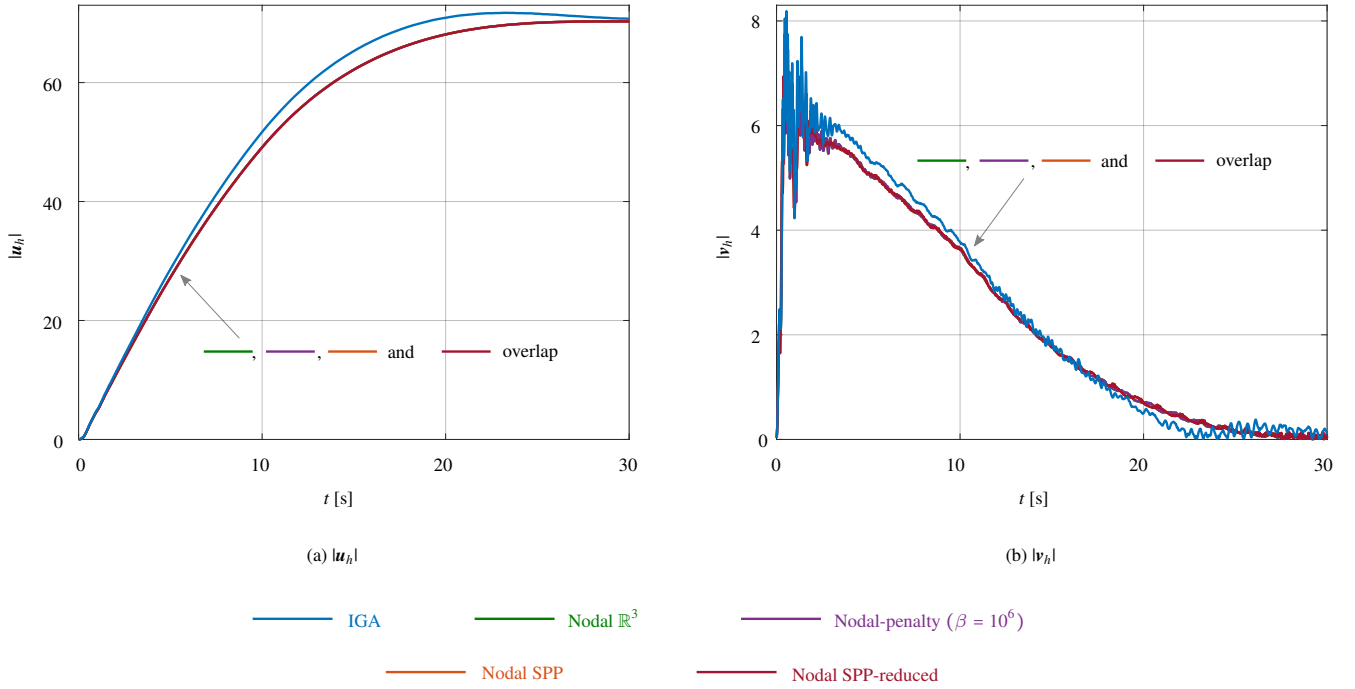 60
40
20
0
|u_h|
, , and overlap
0 10 20 30
t [s]
(a) |u_h|
8
6
4
2
0
|v_h|
, , and overlap
0 10 20 30
t [s]
(b) |v_h|
IGA Nodal ℝ³ Nodal-penalty (β = 10⁶)
Nodal SPP Nodal SPP-reduced